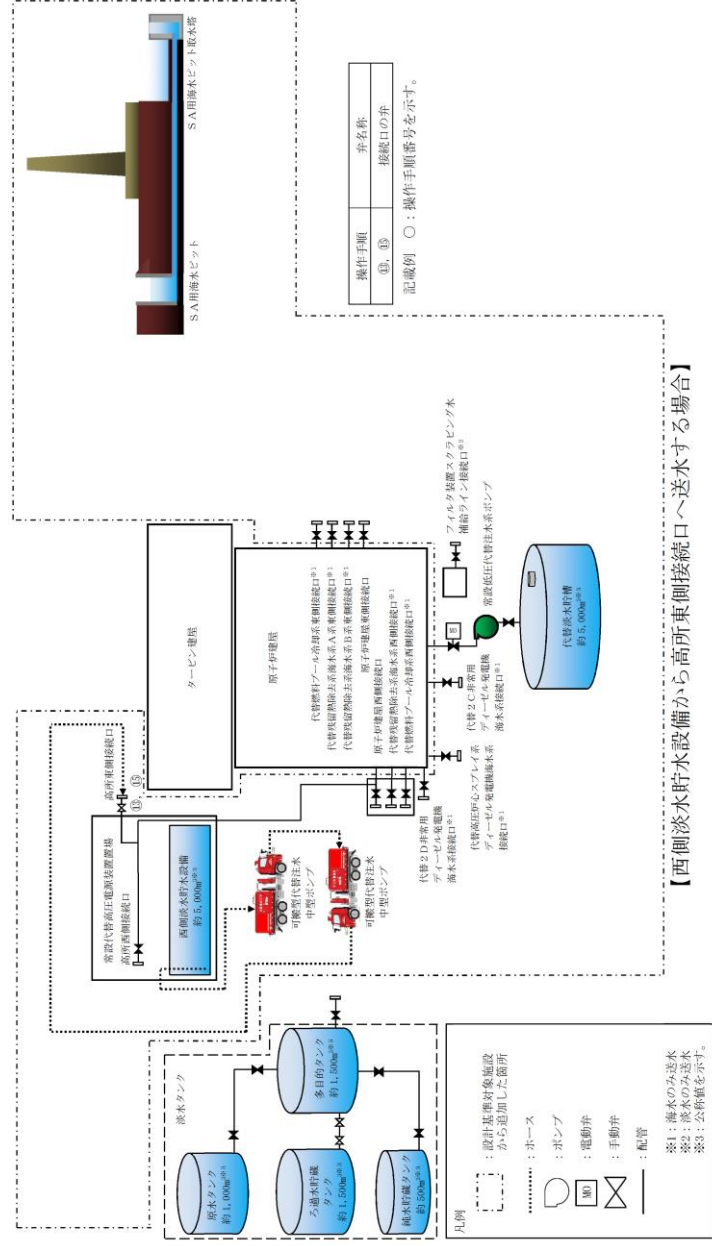 SA用海水ピット取水塔
SA用海水ピット
操作手順
弁名称
⑬,⑮
接続口の弁
記載例 ○:操作手順番号を示す。
タービン建屋
原子炉建屋
代替燃料プール冷却系東側接続口※1
代替残留熱除去系海水系A系東側接続口※1
代替残留熱除去系海水系B系東側接続口※1
原子炉建屋東側接続口
原子炉建屋西側接続口
代替残留熱除去系海水系西側接続口※1
代替燃料プール冷却系西側接続口※1
高所東側接続口
⑬,⑮
常設代替高圧電源装置置場
高所西側接続口
西側淡水貯水設備
約5,000m³※3
可搬型代替注水
中型ポンプ
可搬型代替注水
中型ポンプ
フィルタ装置スクラビング水
補給ライン接続口※2
常設低圧代替注水系ポンプ
MO
代替淡水貯槽
約5,000m³※3
代替2C非常用
ディーゼル発電機
海水系接続口※1
代替高圧炉心スプレイ系
ディーゼル発電機海水系
接続口※1
代替2D非常用
ディーゼル発電機
海水系接続口※1
淡水タンク
原水タンク
約1,000m³※3
ろ過水貯蔵
タンク
約1,500m³※3
純水貯蔵タンク
約500m³※3
多目的タンク
約1,500m³※3
凡例
:設計基準対象施設
から追加した箇所
:ホース
:ポンプ
MO
:電動弁
:手動弁
:配管
※1:海水のみ送水
※2:淡水のみ送水
※3:公称値を示す。
【西側淡水貯水設備から高所東側接続口へ送水する場合】